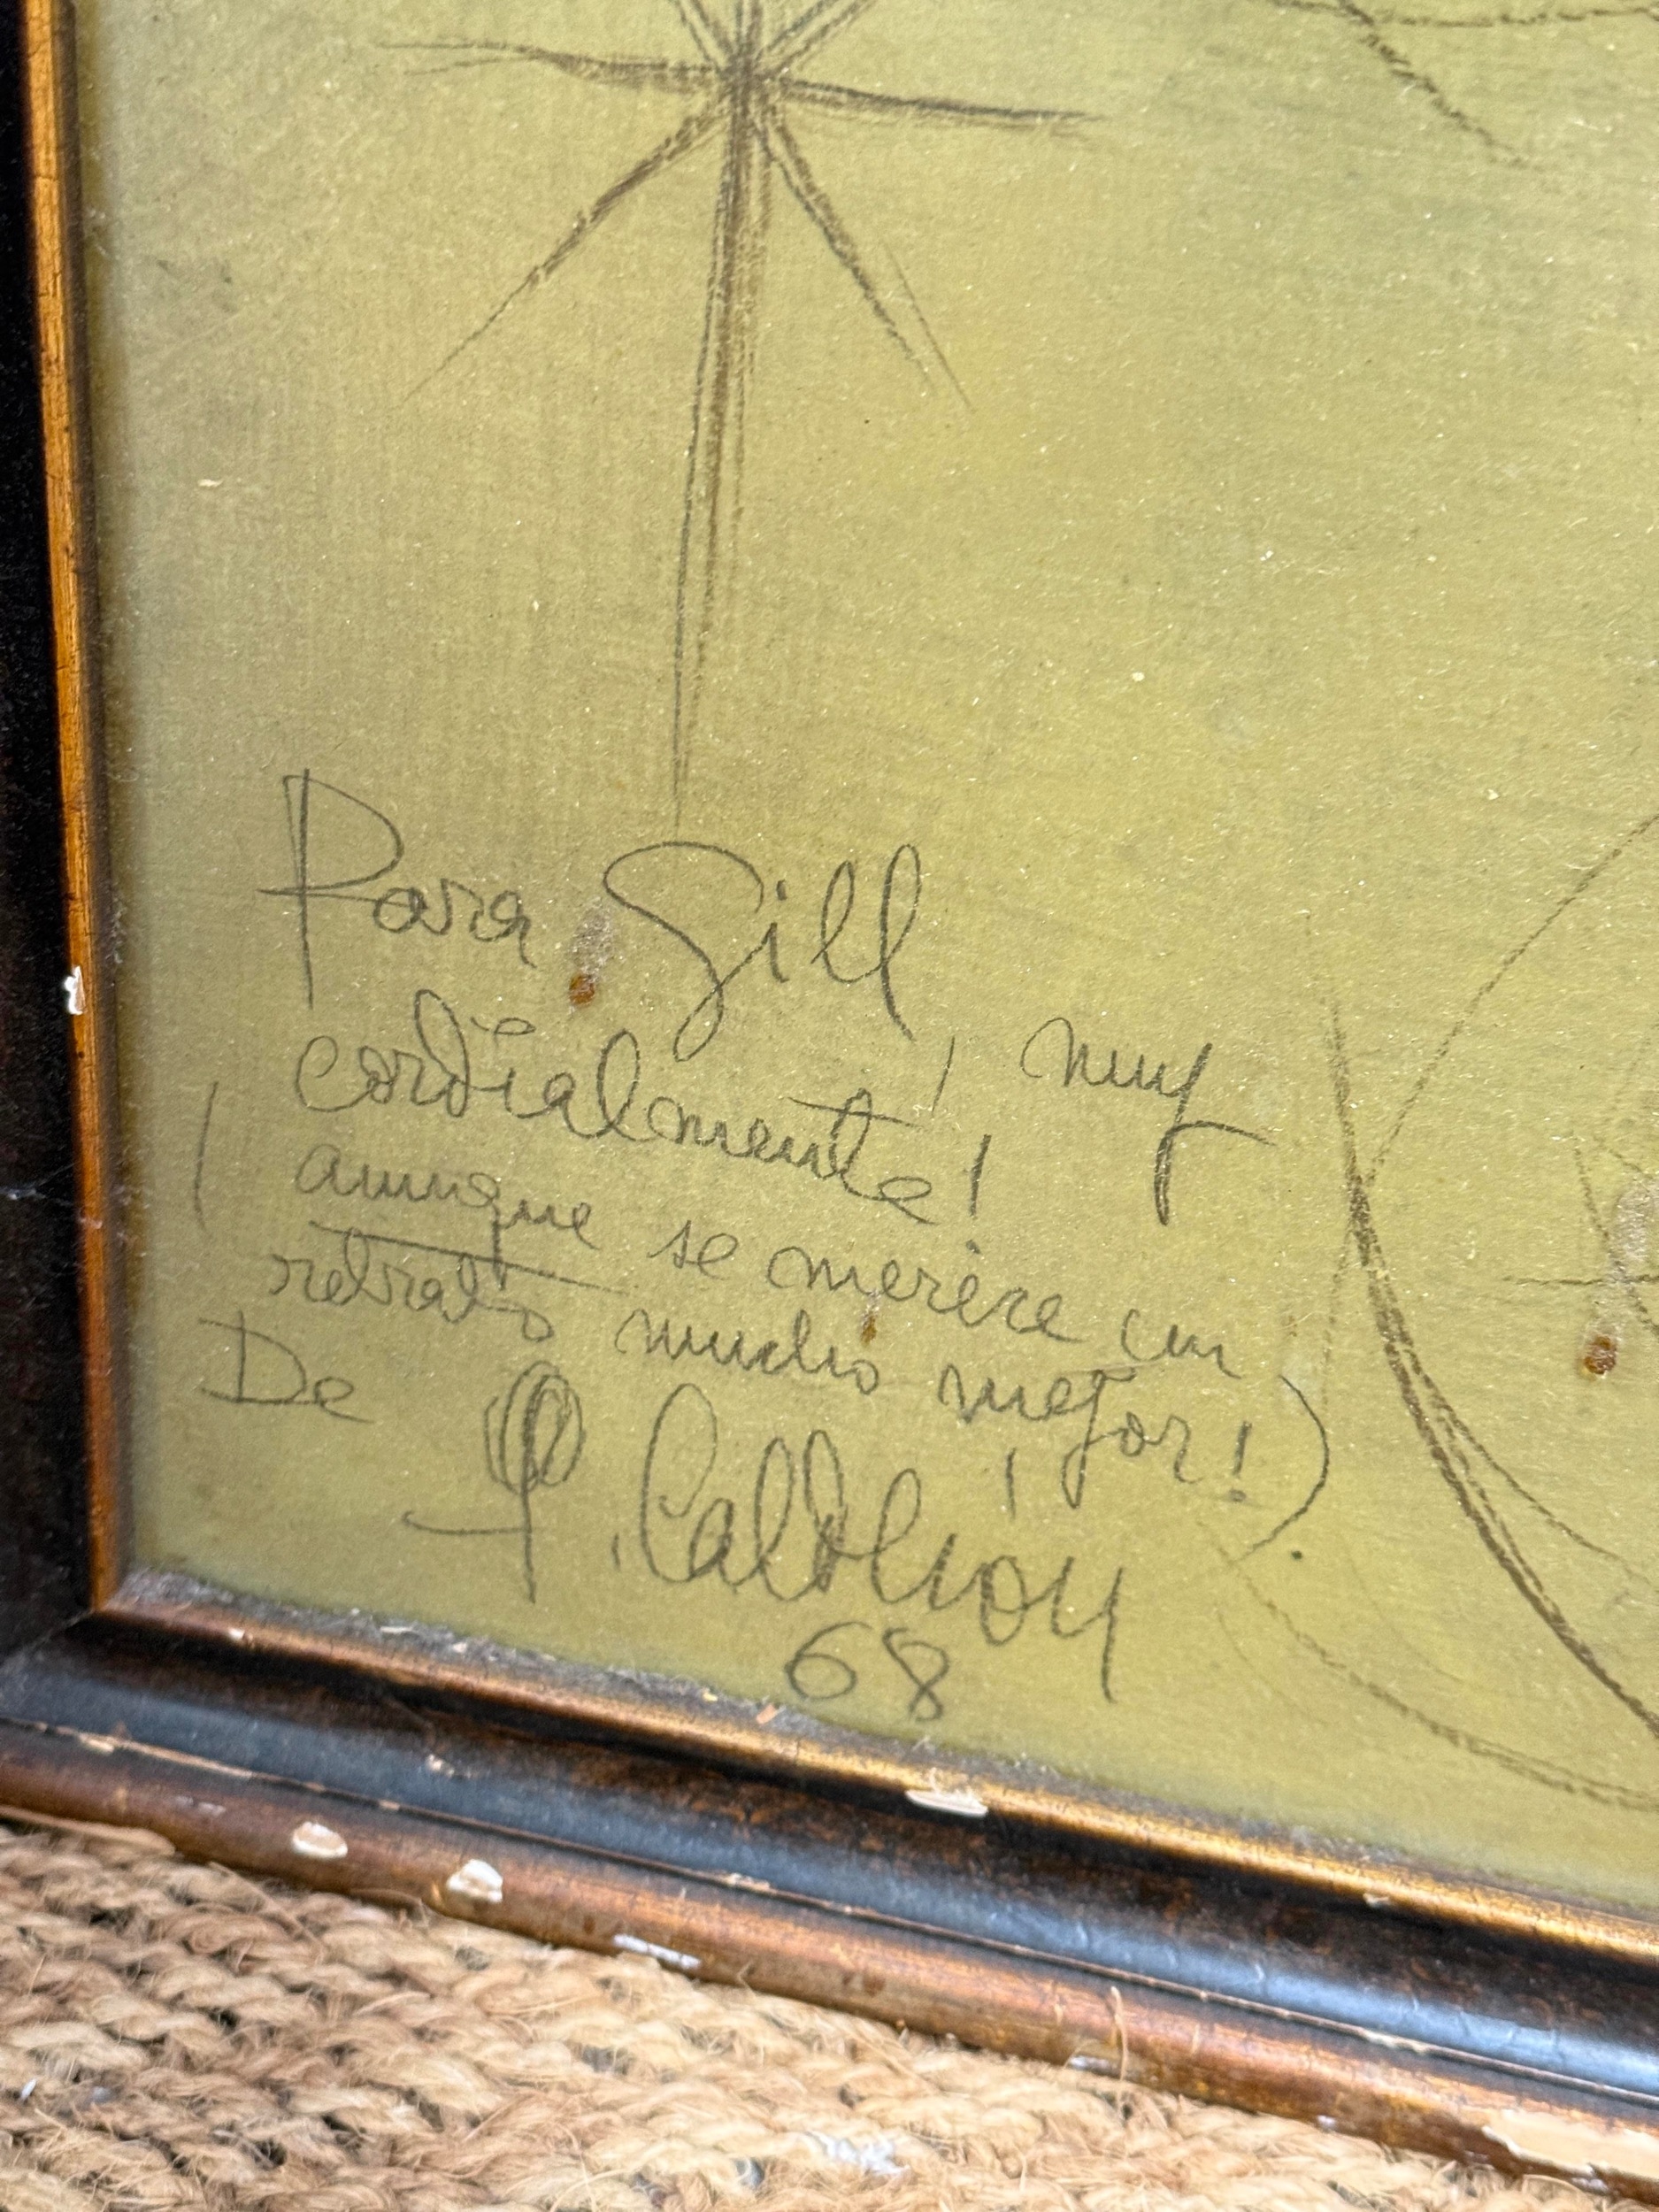 Para Gill
¡muy
cordialmente!
(aunque se merece un
retrato mucho mejor!)
De P.
68